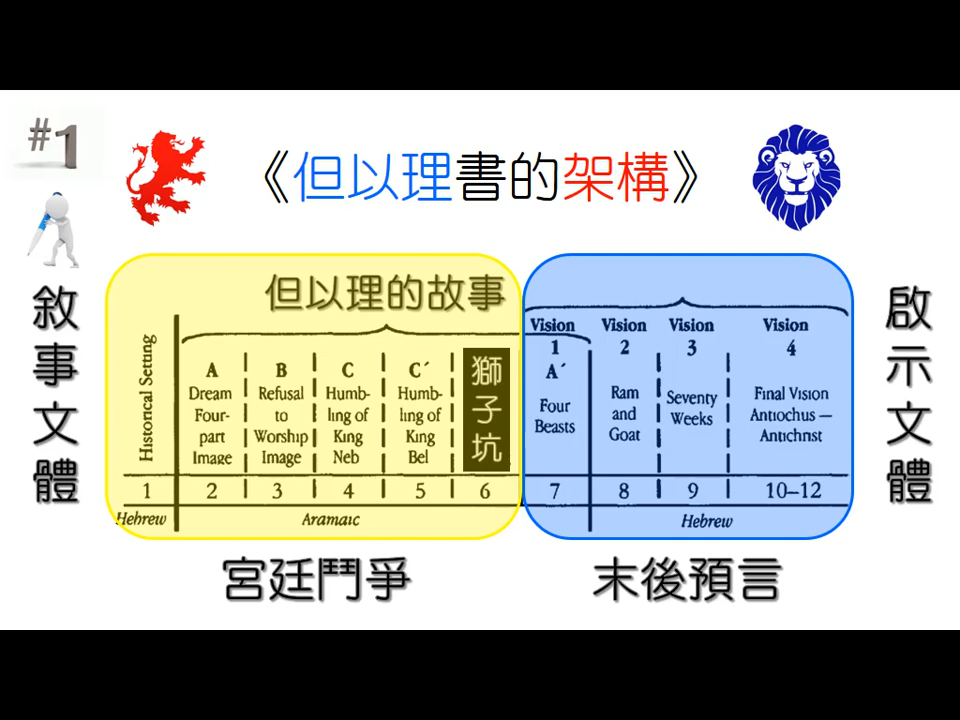 #1
《但以理書的架構》
敘事文體
啟示文體
但以理的故事
Historical Setting
A
Dream
Four-
part
Image
B
Refusal
to
Worship
Image
C
Humb-
ling of
King
Neb
C´
Humb-
ling of
King
Bel
獅子坑
Vision
1
A´
Four
Beasts
Vision
2
Ram
and
Goat
Vision
3
Seventy
Weeks
Vision
4
Final Vision
Antiochus —
Antichrist
1 2 3 4 5 6 7 8 9 10–12
Hebrew Aramaic Hebrew
宮廷鬥爭
末後預言